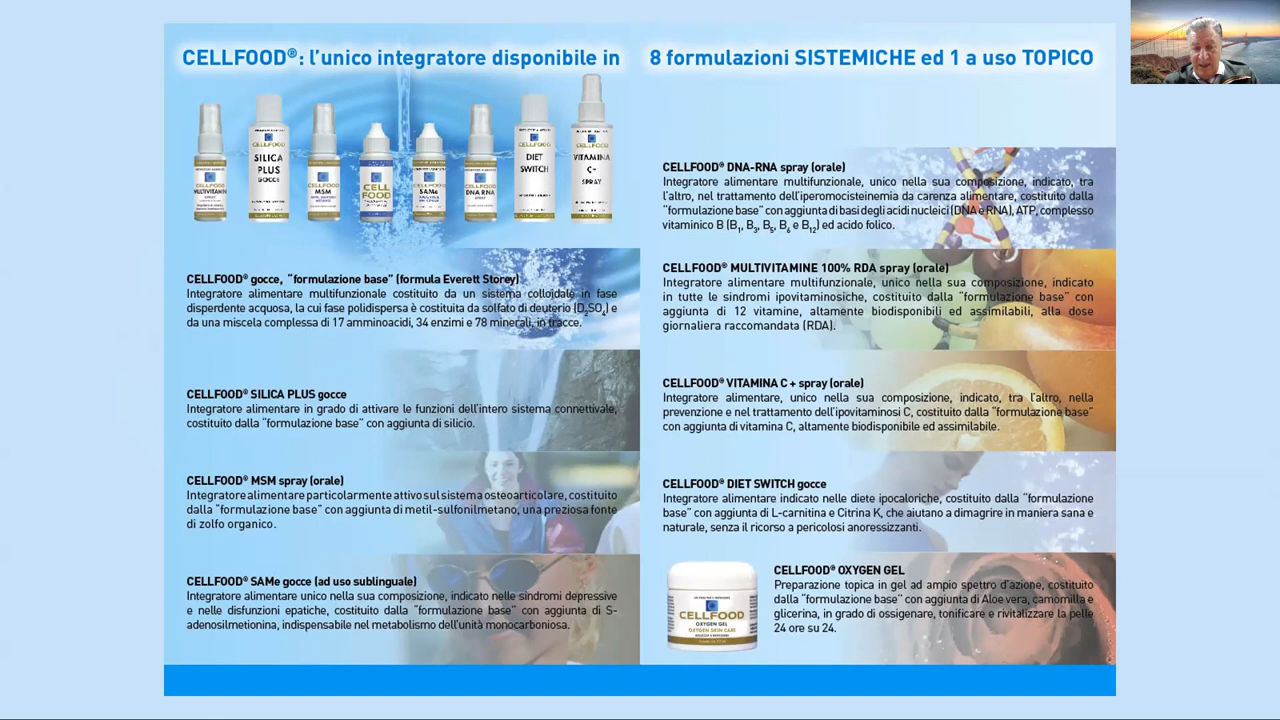 CELLFOOD®: l'unico integratore disponibile in
8 formulazioni SISTEMICHE ed 1 a uso TOPICO
MULTIVITAMIN
SPRAY
CELLFOOD
SILICA
PLUS
GOCCE
CELLFOOD
MSM
CELL
FOOD
CELLFOOD
SAMe
CELLFOOD
DNA RNA
SPRAY
CELLFOOD
DIET
SWITCH
CELLFOOD
VITAMINA
C+
SPRAY
CELLFOOD® gocce, "formulazione base" (formula Everett Storey)
Integratore alimentare multifunzionale costituito da un sistema colloidale in fase
disperdente acquosa, la cui fase polidispersa è costituita da solfato di deuterio (D₂SO₄) e
da una miscela complessa di 17 amminoacidi, 34 enzimi e 78 minerali, in tracce.
CELLFOOD® SILICA PLUS gocce
Integratore alimentare in grado di attivare le funzioni dell'intero sistema connettivale,
costituito dalla "formulazione base" con aggiunta di silicio.
CELLFOOD® MSM spray (orale)
Integratore alimentare particolarmente attivo sul sistema osteoarticolare, costituito
dalla "formulazione base" con aggiunta di metil-sulfonilmetano, una preziosa fonte
di zolfo organico.
CELLFOOD® SAMe gocce (ad uso sublinguale)
Integratore alimentare unico nella sua composizione, indicato nelle sindromi depressive
e nelle disfunzioni epatiche, costituito dalla "formulazione base" con aggiunta di S-
adenosilmetionina, indispensabile nel metabolismo dell'unità monocarboniosa.
CELLFOOD® DNA-RNA spray (orale)
Integratore alimentare multifunzionale, unico nella sua composizione, indicato, tra
l'altro, nel trattamento dell'iperomocisteinemia da carenza alimentare, costituito dalla
"formulazione base" con aggiunta di basi degli acidi nucleici (DNA e RNA), ATP, complesso
vitaminico B (B₁, B₃, B₅, B₆ e B₁₂) ed acido folico.
CELLFOOD® MULTIVITAMINE 100% RDA spray (orale)
Integratore alimentare multifunzionale, unico nella sua composizione, indicato
in tutte le sindromi ipovitaminosiche, costituito dalla "formulazione base" con
aggiunta di 12 vitamine, altamente biodisponibili ed assimilabili, alla dose
giornaliera raccomandata (RDA).
CELLFOOD® VITAMINA C + spray (orale)
Integratore alimentare, unico nella sua composizione, indicato, tra l'altro, nella
prevenzione e nel trattamento dell'ipovitaminosi C, costituito dalla "formulazione base"
con aggiunta di vitamina C, altamente biodisponibile ed assimilabile.
CELLFOOD® DIET SWITCH gocce
Integratore alimentare indicato nelle diete ipocaloriche, costituito dalla "formulazione
base" con aggiunta di L-carnitina e Citrina K, che aiutano a dimagrire in maniera sana e
naturale, senza il ricorso a pericolosi anoressizzanti.
CELLFOOD
OXYGEN GEL
OXYGEN SKIN CARE
CELLFOOD® OXYGEN GEL
Preparazione topica in gel ad ampio spettro d'azione, costituito
dalla "formulazione base" con aggiunta di Aloe vera, camomilla e
glicerina, in grado di ossigenare, tonificare e rivitalizzare la pelle
24 ore su 24.